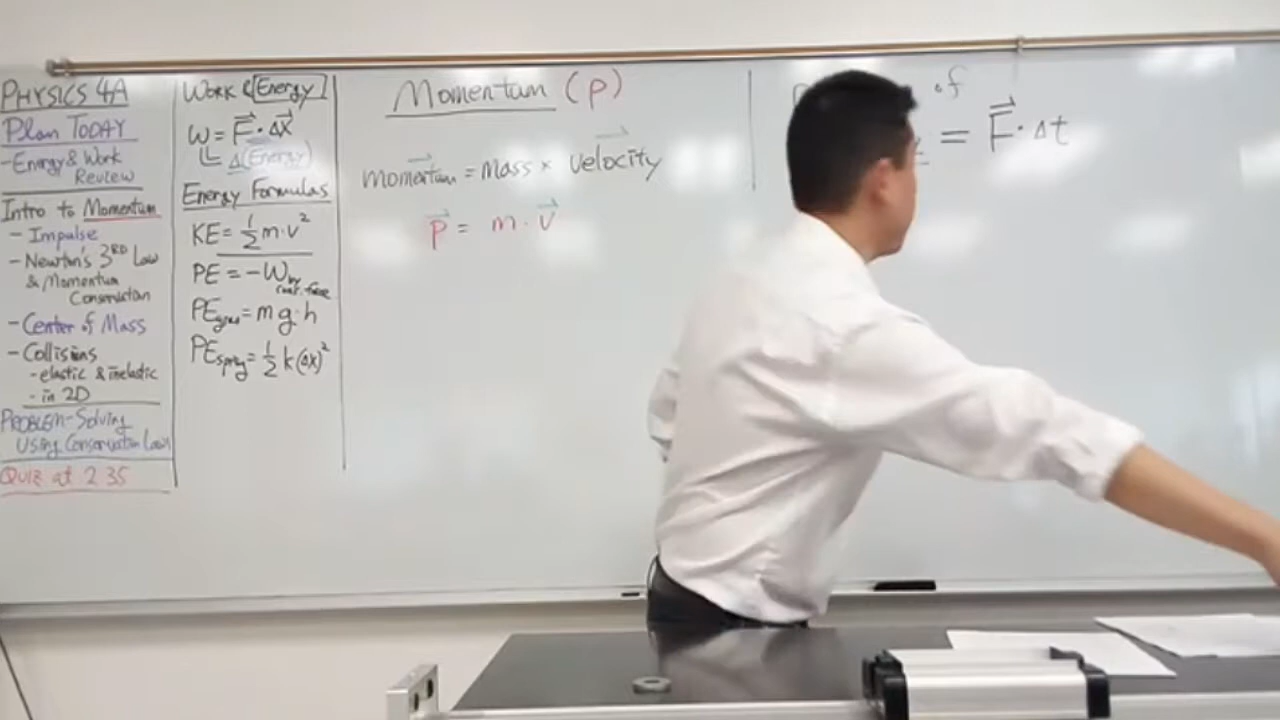 PHYSICS 4A
Plan TODAY
- Energy & Work
Review
Intro to Momentum
- Impulse
- Newton's 3RD Law
& Momentum
Conservation
- Center of Mass
- Collisions
- elastic & inelastic
- in 2D
PROBLEM-Solving
Using Conservation Laws
QUIZ at 2:35
Work & Energy
W = F⃗ · Δx⃗
Δ(Energy)
Energy Formulas
KE = ½ m·v²
PE = -W by
cons. force
PEgrav = m g·h
PEspring = ½ k(Δx)²
Momentum (p)
momentum = mass × velocity
p⃗ = m · v⃗
of
= F⃗ · Δt